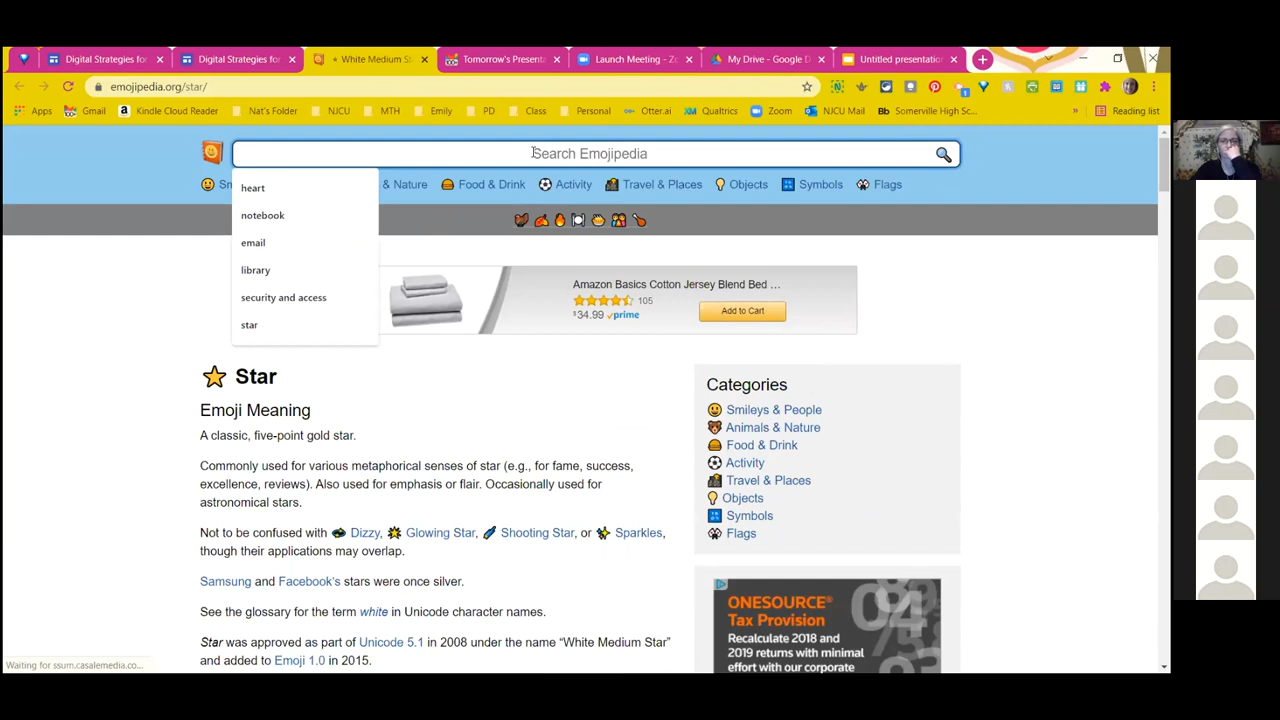 Digital Strategies for
Digital Strategies for
White Medium St
Tomorrow's Presenta
Launch Meeting - Zo
My Drive - Google D
Untitled presentation
emojipedia.org/star/
Apps
Gmail
Kindle Cloud Reader
Nat's Folder
NJCU
MTH
Emily
PD
Class
Personal
Otter.ai
Qualtrics
Zoom
NJCU Mail
Bb Somerville High Sc...
»
Reading list
Search Emojipedia
Sm
& Nature
Food & Drink
Activity
Travel & Places
Objects
Symbols
Flags
heart
notebook
email
library
security and access
star
Amazon Basics Cotton Jersey Blend Bed ...
105
$34.99 prime
Add to Cart
Star
Emoji Meaning
A classic, five-point gold star.
Commonly used for various metaphorical senses of star (e.g., for fame, success,
excellence, reviews). Also used for emphasis or flair. Occasionally used for
astronomical stars.
Not to be confused with Dizzy, Glowing Star, Shooting Star, or Sparkles,
though their applications may overlap.
Samsung and Facebook's stars were once silver.
See the glossary for the term white in Unicode character names.
Star was approved as part of Unicode 5.1 in 2008 under the name “White Medium Star”
and added to Emoji 1.0 in 2015.
Categories
Smileys & People
Animals & Nature
Food & Drink
Activity
Travel & Places
Objects
Symbols
Flags
ONESOURCE®
Tax Provision
Recalculate 2018 and
2019 returns with minimal
effort with our corporate
04
Waiting for ssum.casalemedia.co...